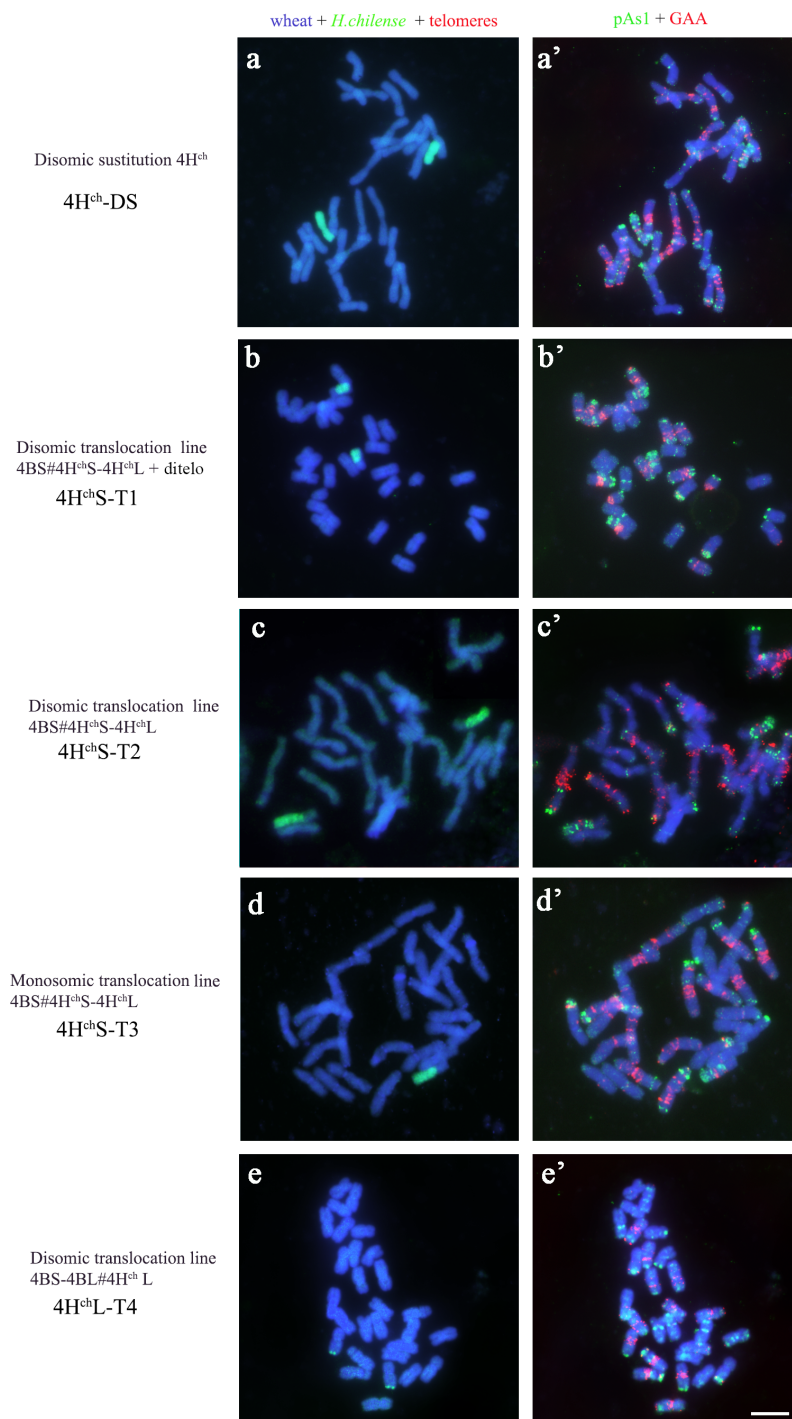 wheat + H.chilense + telomeres
pAs1 + GAA
a
a’
Disomic sustitution 4Hᶜʰ
4Hᶜʰ-DS
b
b’
Disomic translocation line
4BS#4HᶜʰS-4HᶜʰL + ditelo
4HᶜʰS-T1
c
c’
Disomic translocation line
4BS#4HᶜʰS-4HᶜʰL
4HᶜʰS-T2
d
d’
Monosomic translocation line
4BS#4HᶜʰS-4HᶜʰL
4HᶜʰS-T3
e
e’
Disomic translocation line
4BS-4BL#4Hᶜʰ L
4HᶜʰL-T4